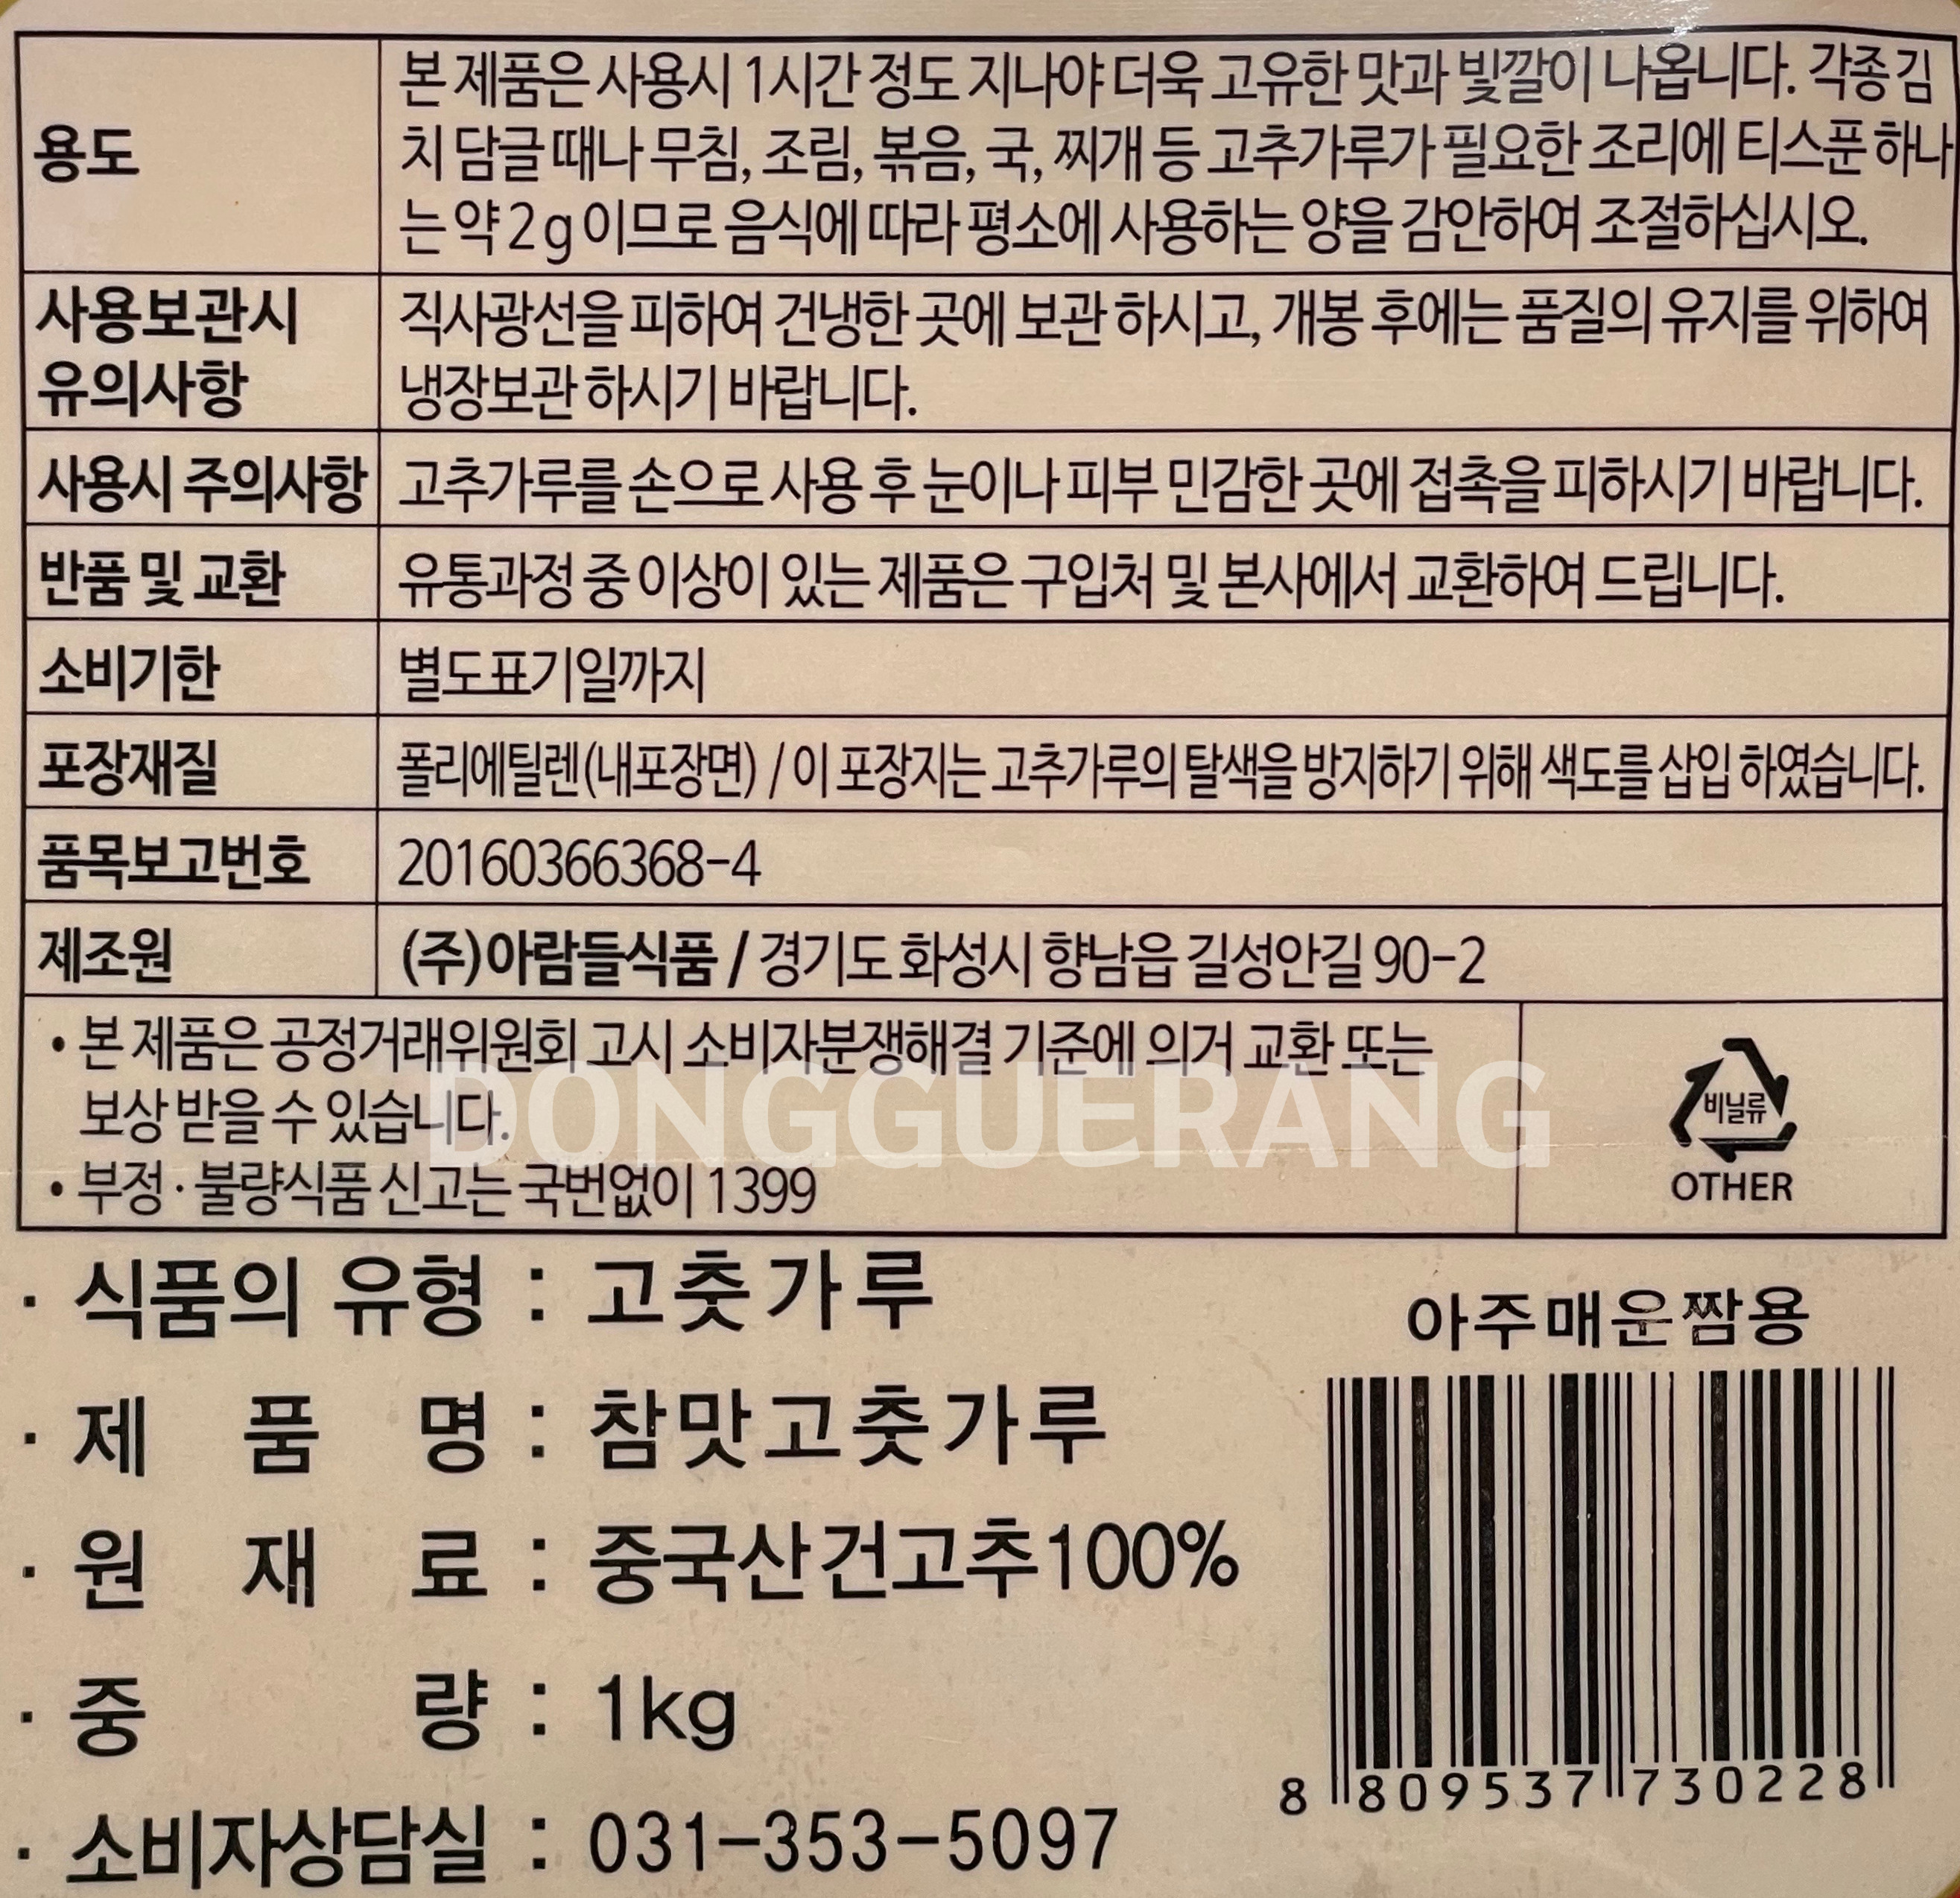 용도
본 제품은 사용시 1시간 정도 지나야 더욱 고유한 맛과 빛깔이 나옵니다. 각종 김
치 담글 때나 무침, 조림, 볶음, 국, 찌개 등 고추가루가 필요한 조리에 티스푼 하나
는 약 2g이므로 음식에 따라 평소에 사용하는 양을 감안하여 조절하십시오.
사용보관시
유의사항
직사광선을 피하여 건냉한 곳에 보관 하시고, 개봉 후에는 품질의 유지를 위하여
냉장보관 하시기 바랍니다.
사용시 주의사항
고추가루를 손으로 사용 후 눈이나 피부 민감한 곳에 접촉을 피하시기 바랍니다.
반품 및 교환
유통과정 중 이상이 있는 제품은 구입처 및 본사에서 교환하여 드립니다.
소비기한
별도표기일까지
포장재질
폴리에틸렌(내포장면) / 이 포장지는 고추가루의 탈색을 방지하기 위해 색도를 삽입 하였습니다.
품목보고번호
20160366368-4
제조원
(주)아람들식품 / 경기도 화성시 향남읍 길성안길 90-2
• 본 제품은 공정거래위원회 고시 소비자분쟁해결 기준에 의거 교환 또는
보상 받을 수 있습니다.
• 부정·불량식품 신고는 국번없이 1399
DONGGUERANG
비닐류
OTHER
· 식품의 유형 : 고춧가루
· 제 품 명 : 참맛고춧가루
· 원 재 료 : 중국산건고추100%
· 중 량 : 1kg
· 소비자상담실 : 031-353-5097
아주매운짬용
8 809537 730228